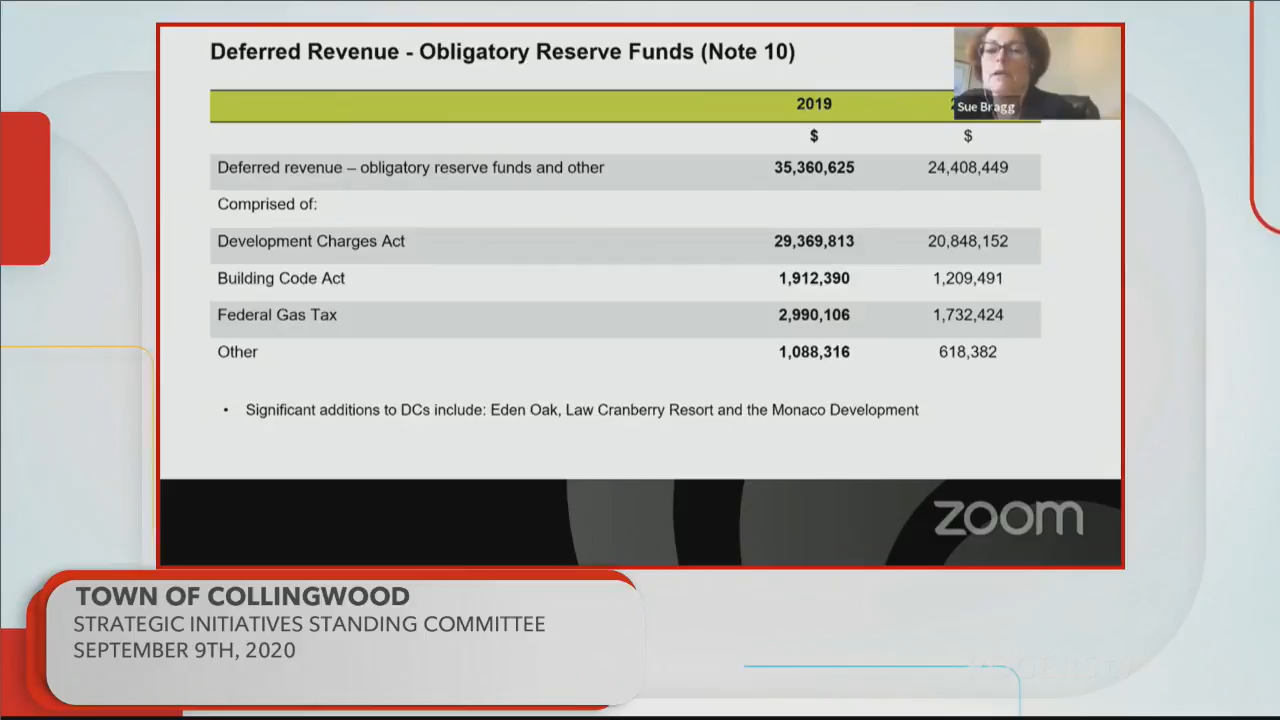 Deferred Revenue - Obligatory Reserve Funds (Note 10)
Sue Bragg
2019
$ $
Deferred revenue – obligatory reserve funds and other 35,360,625 24,408,449
Comprised of:
Development Charges Act 29,369,813 20,848,152
Building Code Act 1,912,390 1,209,491
Federal Gas Tax 2,990,106 1,732,424
Other 1,088,316 618,382
• Significant additions to DCs include: Eden Oak, Law Cranberry Resort and the Monaco Development
zoom
TOWN OF COLLINGWOOD
STRATEGIC INITIATIVES STANDING COMMITTEE
SEPTEMBER 9TH, 2020